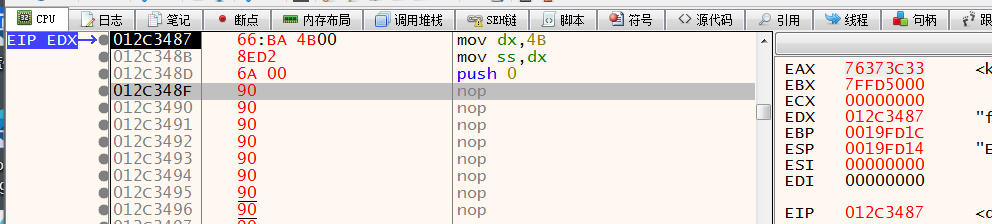 CPU 日志 笔记 断点 内存布局 调用堆栈 SEH链 脚本 符号 源代码 引用 线程 句柄
EIP EDX 012C3487 66:BA 4B00 mov dx,4B
012C348B 8ED2 mov ss,dx
012C348D 6A 00 push 0
012C348F 90 nop
012C3490 90 nop
012C3491 90 nop
012C3492 90 nop
012C3493 90 nop
012C3494 90 nop
012C3495 90 nop
012C3496 90 nop
EAX 76373C33 <k
EBX 7FFD5000
ECX 00000000
EDX 012C3487 "f
EBP 0019FD1C
ESP 0019FD14 "E
ESI 00000000
EDI 00000000
EIP 012C3487